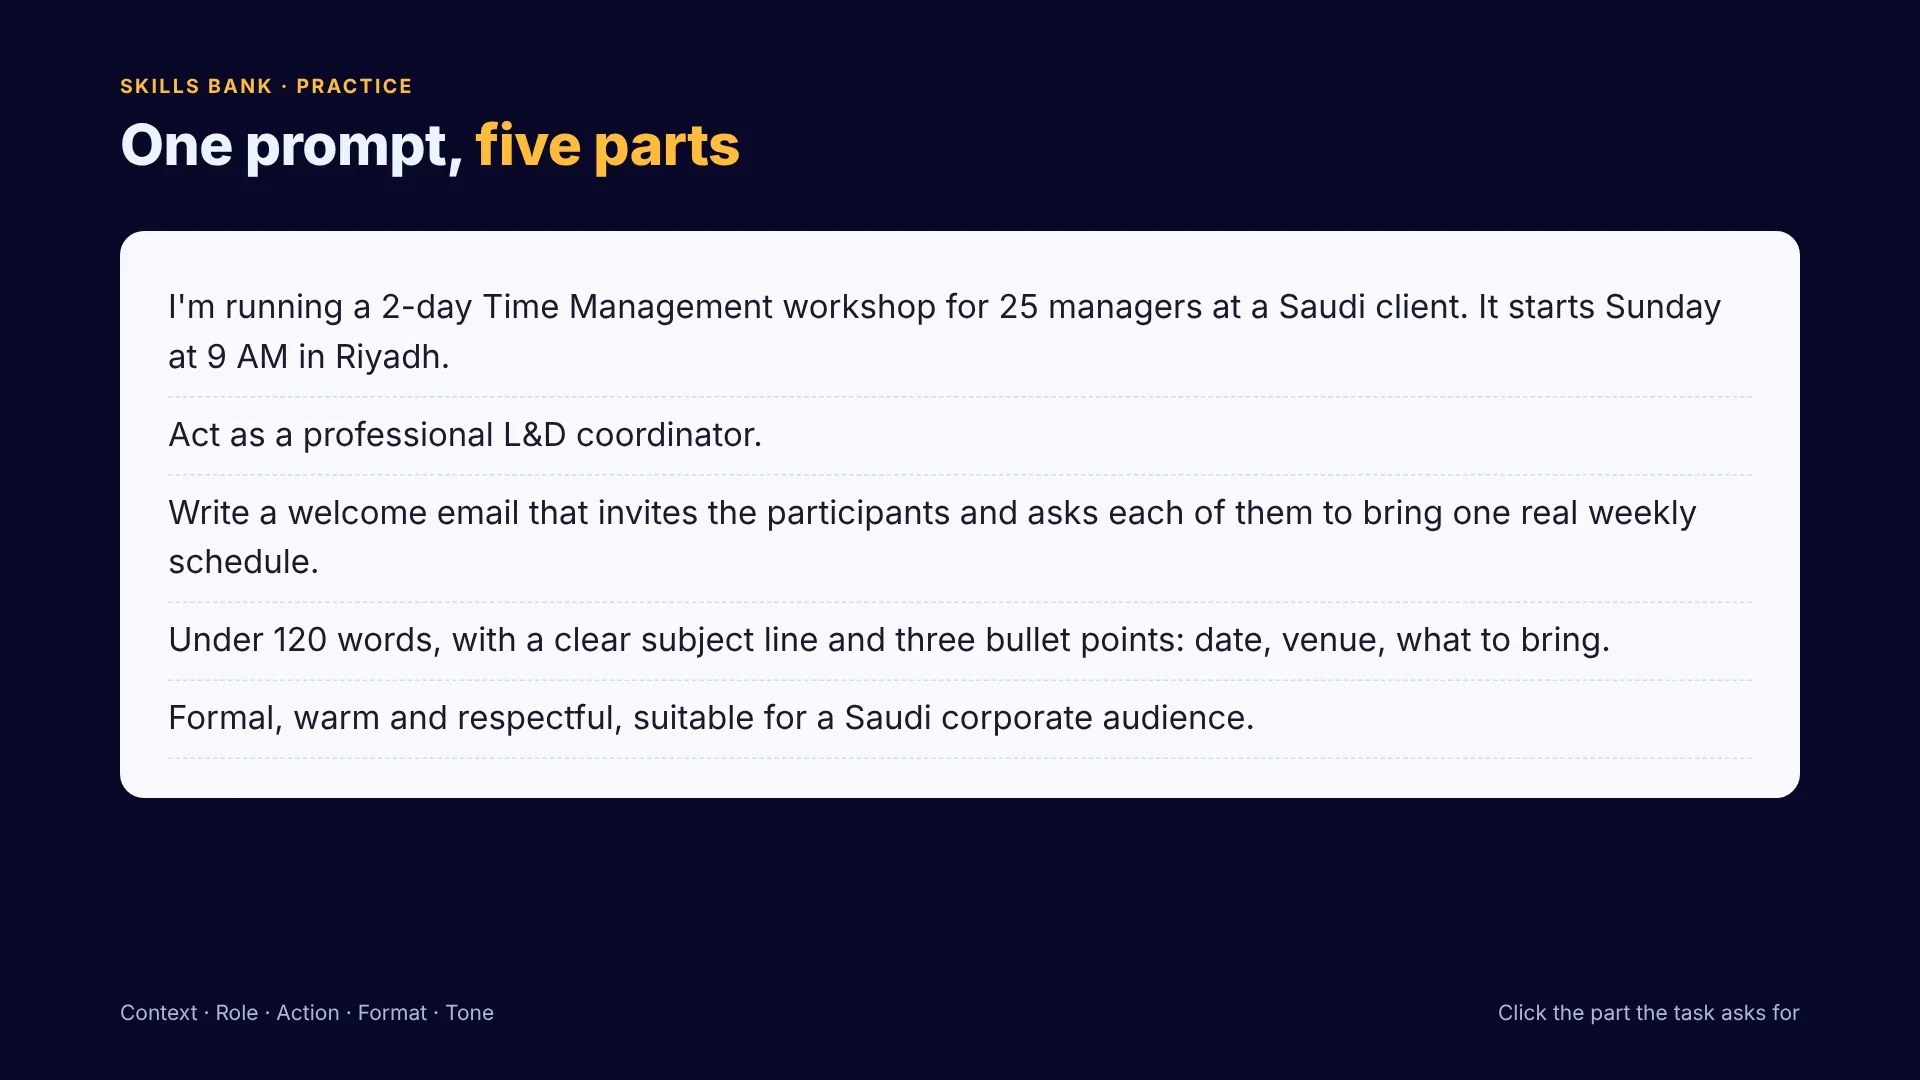 SKILLS BANK · PRACTICE
One prompt, five parts
I'm running a 2-day Time Management workshop for 25 managers at a Saudi client. It starts Sunday
at 9 AM in Riyadh.
Act as a professional L&D coordinator.
Write a welcome email that invites the participants and asks each of them to bring one real weekly
schedule.
Under 120 words, with a clear subject line and three bullet points: date, venue, what to bring.
Formal, warm and respectful, suitable for a Saudi corporate audience.
Context · Role · Action · Format · Tone
Click the part the task asks for